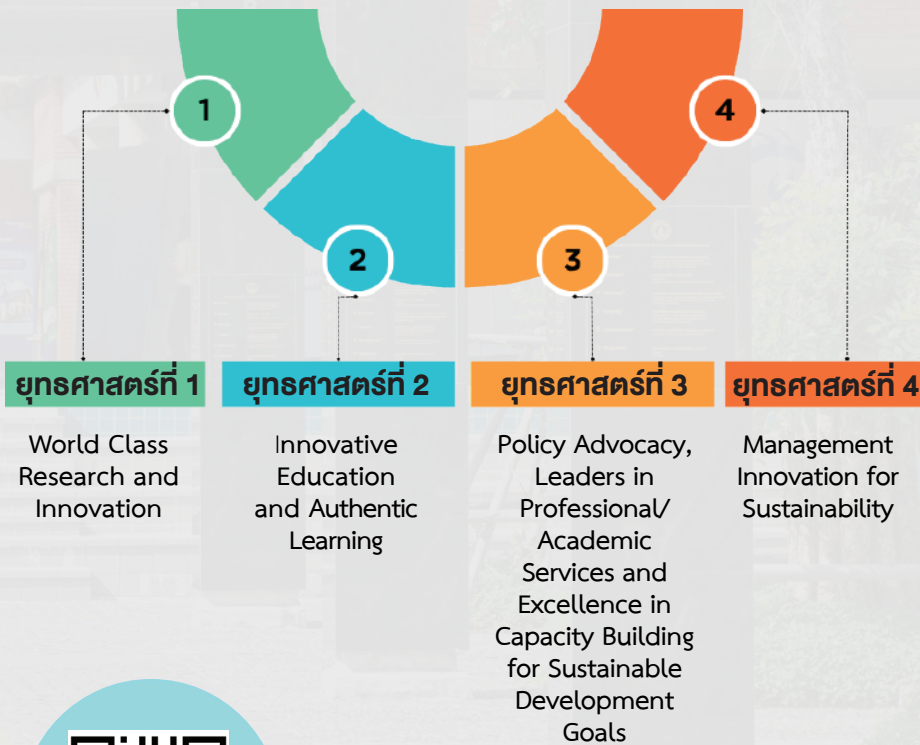 1
4
2
3
ยุทธศาสตร์ที่ 1
World Class
Research and
Innovation
ยุทธศาสตร์ที่ 2
Innovative
Education
and Authentic
Learning
ยุทธศาสตร์ที่ 3
Policy Advocacy,
Leaders in
Professional/
Academic
Services and
Excellence in
Capacity Building
for Sustainable
Development
Goals
ยุทธศาสตร์ที่ 4
Management
Innovation for
Sustainability